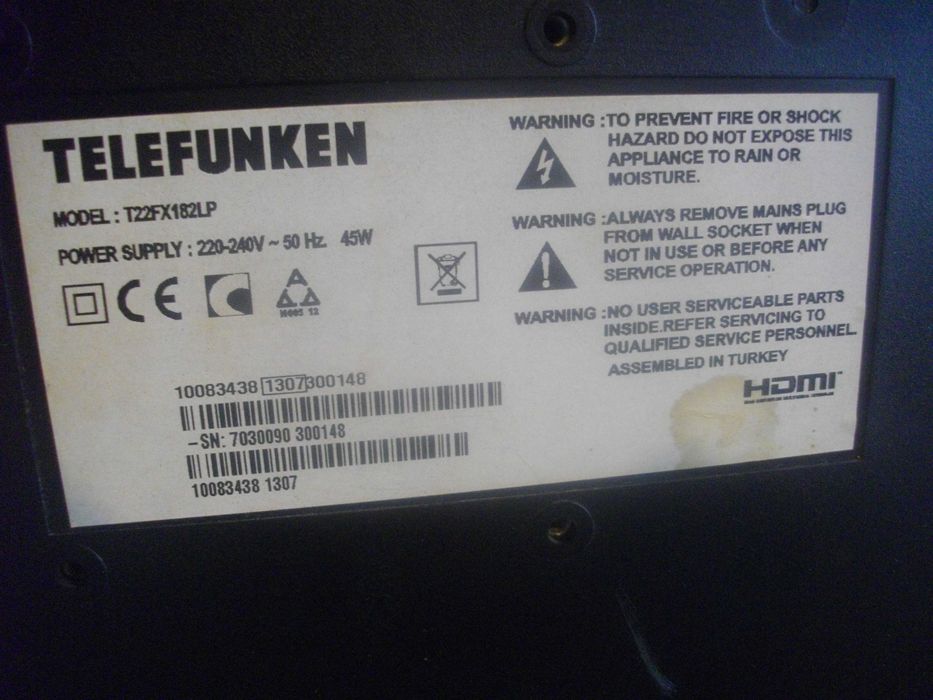 TELEFUNKEN
MODEL : T22FX182LP
POWER SUPPLY : 220-240V ~ 50 Hz. 45W
CE
A
10083438 1307300148
-SN: 7030090 300148
10083438 1307
WARNING :TO PREVENT FIRE OR SHOCK
HAZARD DO NOT EXPOSE THIS
APPLIANCE TO RAIN OR
MOISTURE.
WARNING :ALWAYS REMOVE MAINS PLUG
FROM WALL SOCKET WHEN
NOT IN USE OR BEFORE ANY
SERVICE OPERATION.
WARNING :NO USER SERVICEABLE PARTS
INSIDE.REFER SERVICING TO
QUALIFIED SERVICE PERSONNEL.
ASSEMBLED IN TURKEY
HDMI™